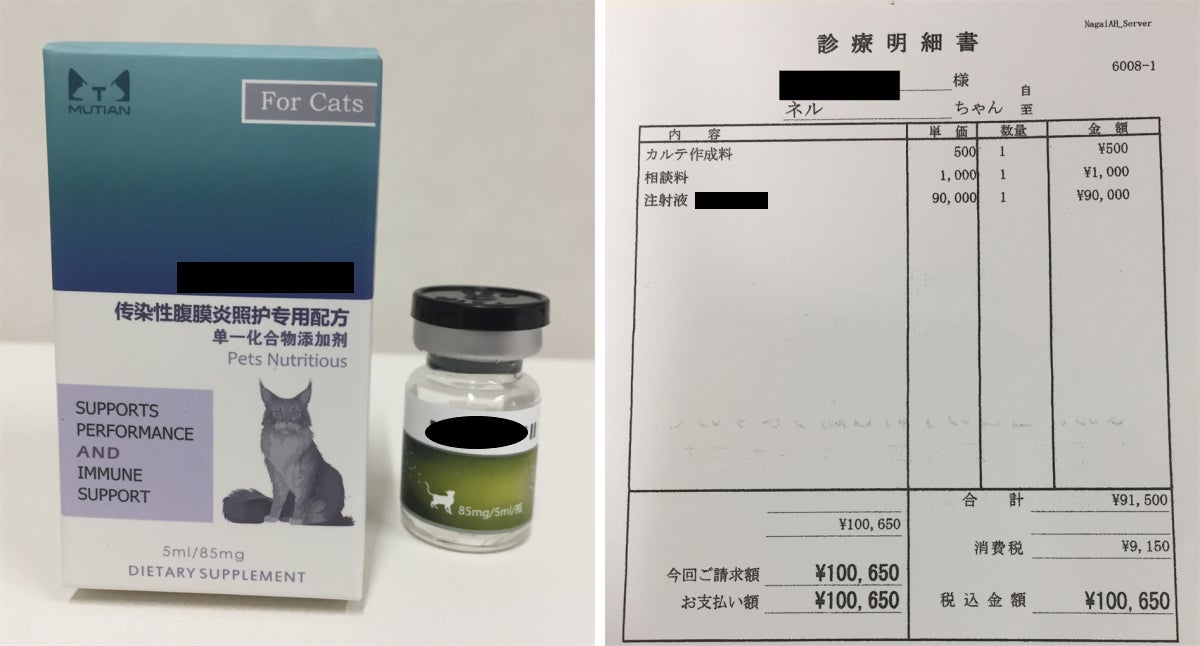 MUTIAN
For Cats
传染性腹膜炎照护专用配方
单一化合物添加剂
Pets Nutritious
SUPPORTS
PERFORMANCE
AND
IMMUNE
SUPPORT
5ml/85mg
DIETARY SUPPLEMENT
85mg/5ml/瓶
NagaiAH_Server
診療明細書
6008-1
様
自
ネル ちゃん 至
内 容 単 価 数量 金 額
カルテ作成料 500 1 ¥500
相談料 1,000 1 ¥1,000
注射液 90,000 1 ¥90,000
合 計 ¥91,500
¥100,650
消費税 ¥9,150
今回ご請求額 ¥100,650
お支払い額 ¥100,650 税込金額 ¥100,650